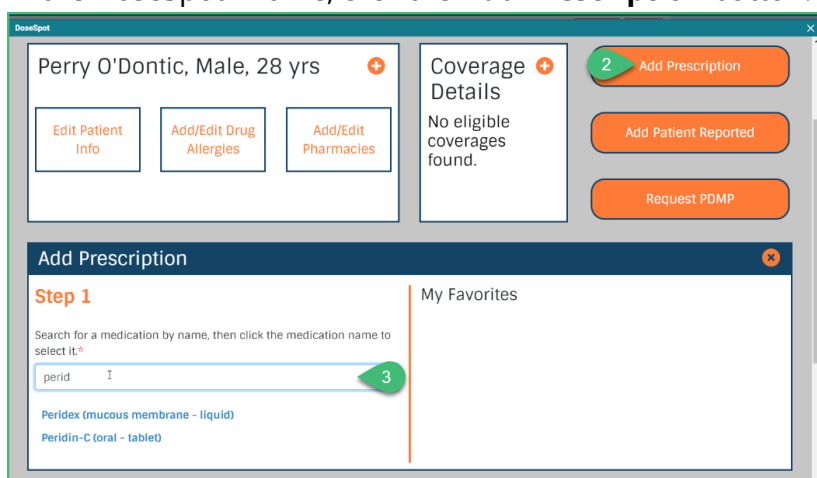 DoseSpot
Perry O'Dontic, Male, 28 yrs
Edit Patient
Info
Add/Edit Drug
Allergies
Add/Edit
Pharmacies
Coverage
Details
No eligible
coverages
found.
2
Add Prescription
Add Patient Reported
Request PDMP
Add Prescription
Step 1
Search for a medication by name, then click the medication name to
select it.*
perid
3
Peridex (mucous membrane - liquid)
Peridin-C (oral - tablet)
My Favorites